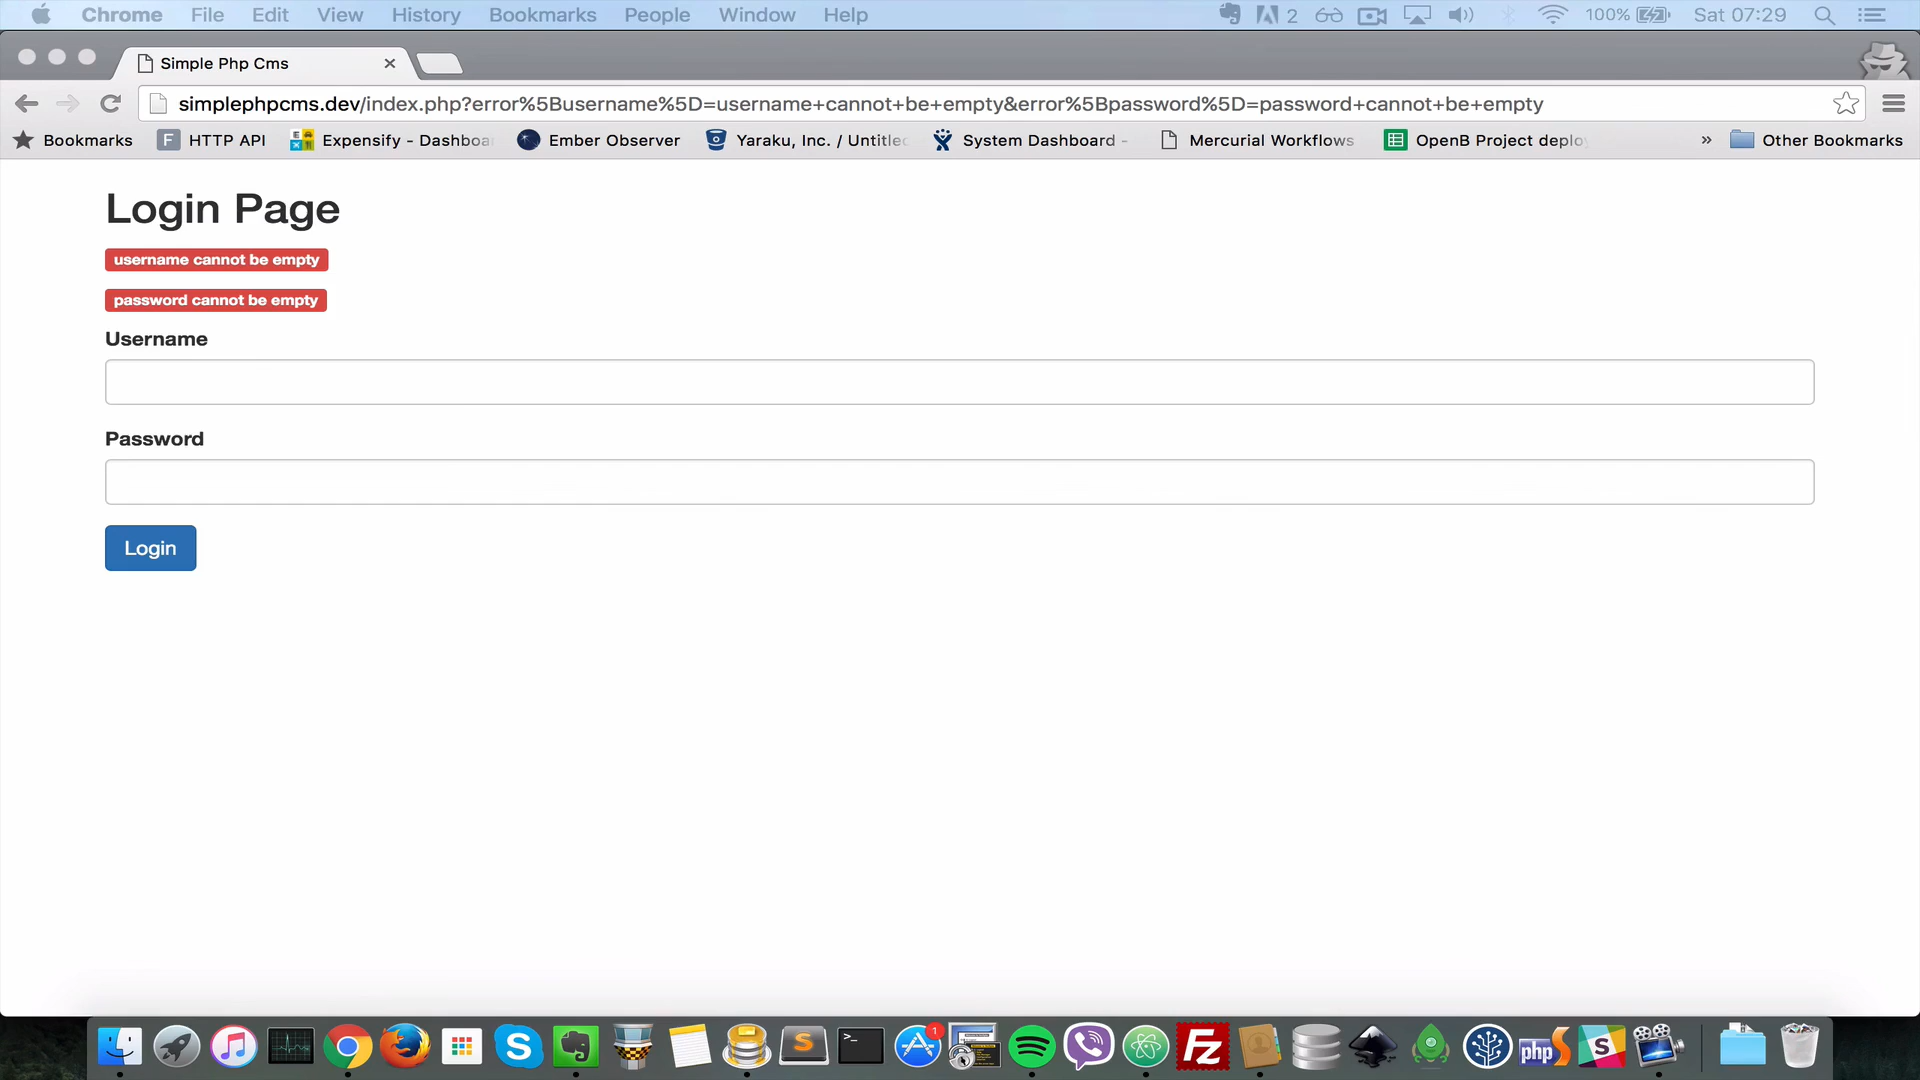 Chrome File Edit View History Bookmarks People Window Help 2 100% Sat 07:29
Simple Php Cms
simplephpcms.dev/index.php?error%5Busername%5D=username+cannot+be+empty&error%5Bpassword%5D=password+cannot+be+empty
Bookmarks F HTTP API Expensify - Dashboa Ember Observer Yaraku, Inc. / Untitle System Dashboard - Mercurial Workflows OpenB Project deplo » Other Bookmarks
Login Page
username cannot be empty
password cannot be empty
Username
Password
Login
1
S S >_ Fz php S